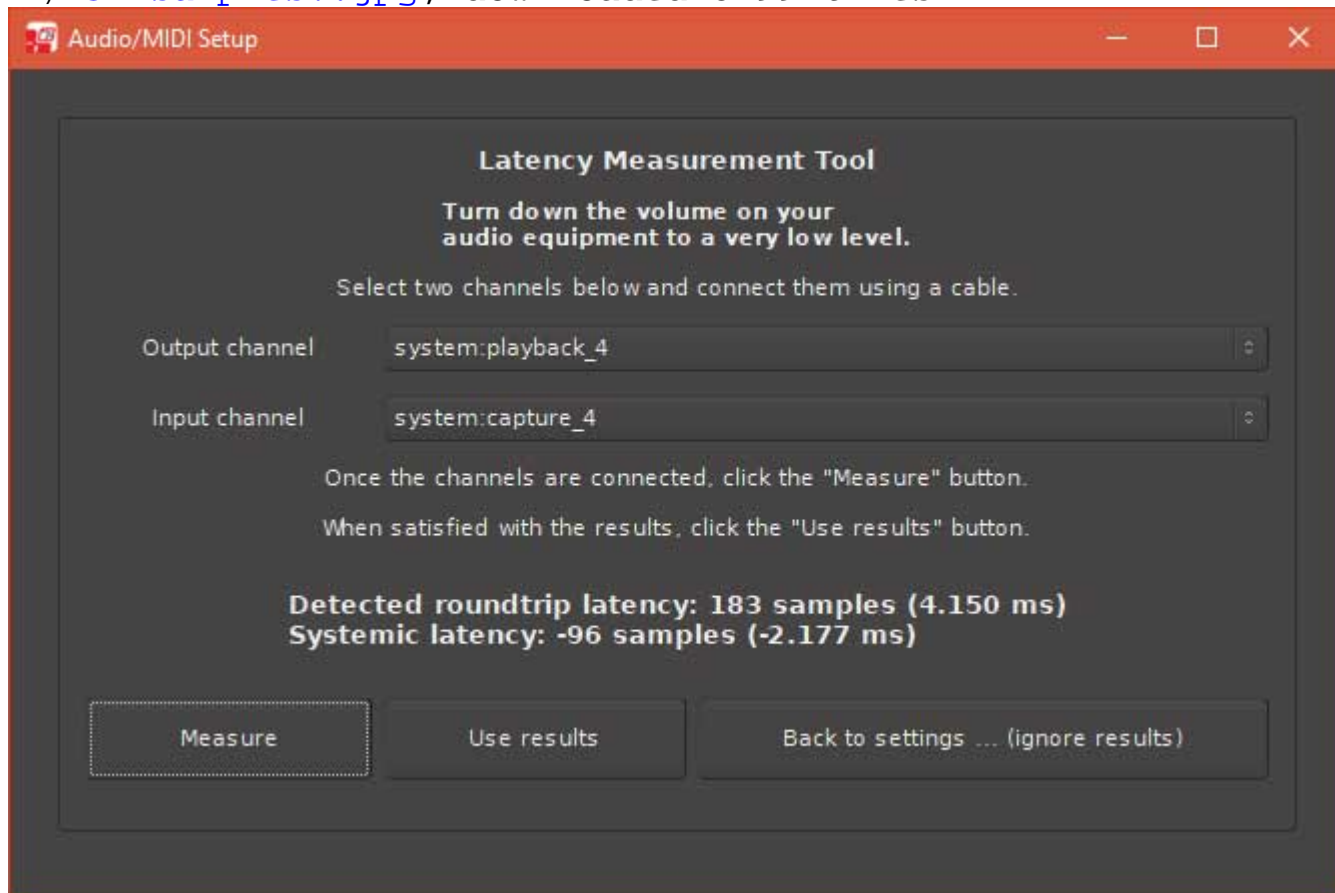 Audio/MIDI Setup
Latency Measurement Tool
Turn down the volume on your
audio equipment to a very low level.
Select two channels below and connect them using a cable.
Output channel
system:playback_4
Input channel
system:capture_4
Once the channels are connected, click the "Measure" button.
When satisfied with the results, click the "Use results" button.
Detected roundtrip latency: 183 samples (4.150 ms)
Systemic latency: -96 samples (-2.177 ms)
Measure
Use results
Back to settings ... (ignore results)